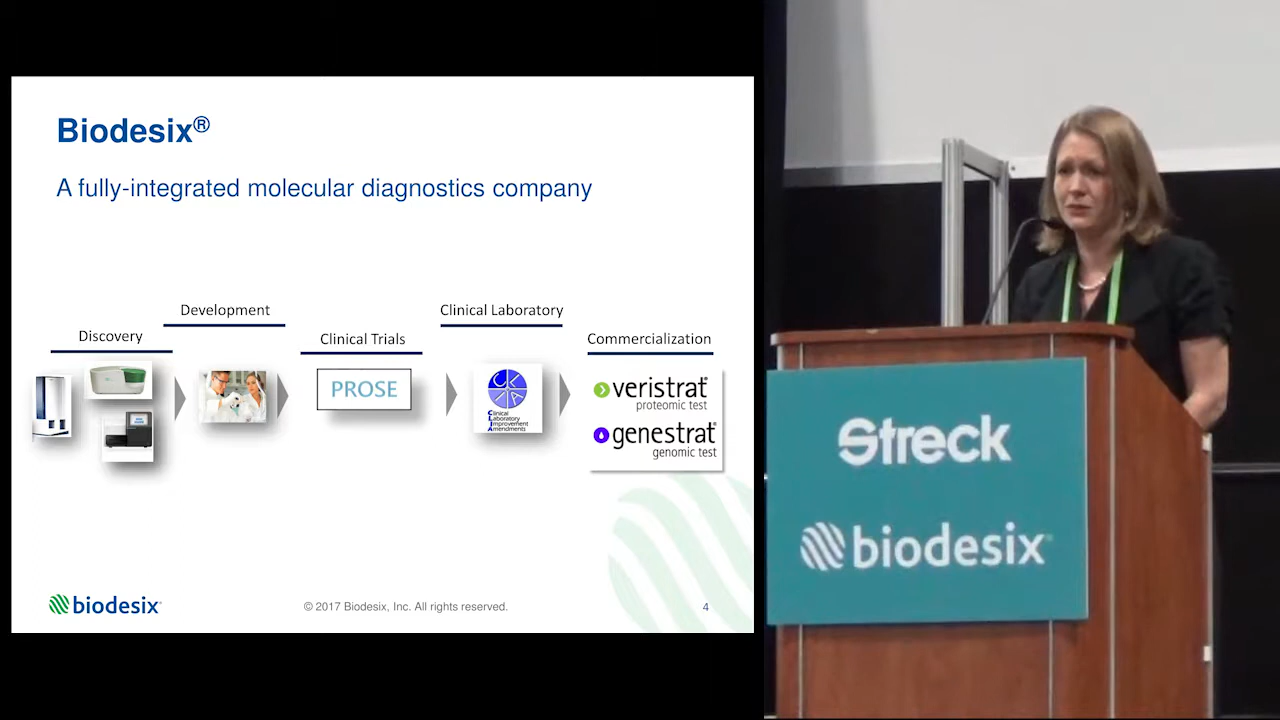 Biodesix®
A fully-integrated molecular diagnostics company
Discovery
Development
Clinical Trials
Clinical Laboratory
Commercialization
PROSE
CLIA
Clinical
Laboratory
Improvement
Amendments
veristrat®
proteomic test
genestrat®
genomic test
biodesix
© 2017 Biodesix, Inc. All rights reserved.
4
Streck
biodesix